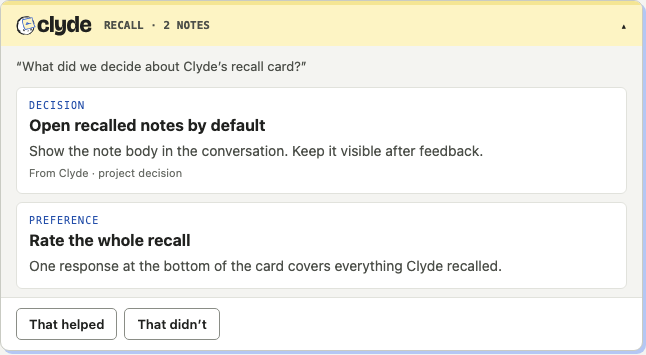 clyde RECALL · 2 NOTES
“What did we decide about Clyde’s recall card?”
DECISION
Open recalled notes by default
Show the note body in the conversation. Keep it visible after feedback.
From Clyde · project decision
PREFERENCE
Rate the whole recall
One response at the bottom of the card covers everything Clyde recalled.
That helped That didn’t